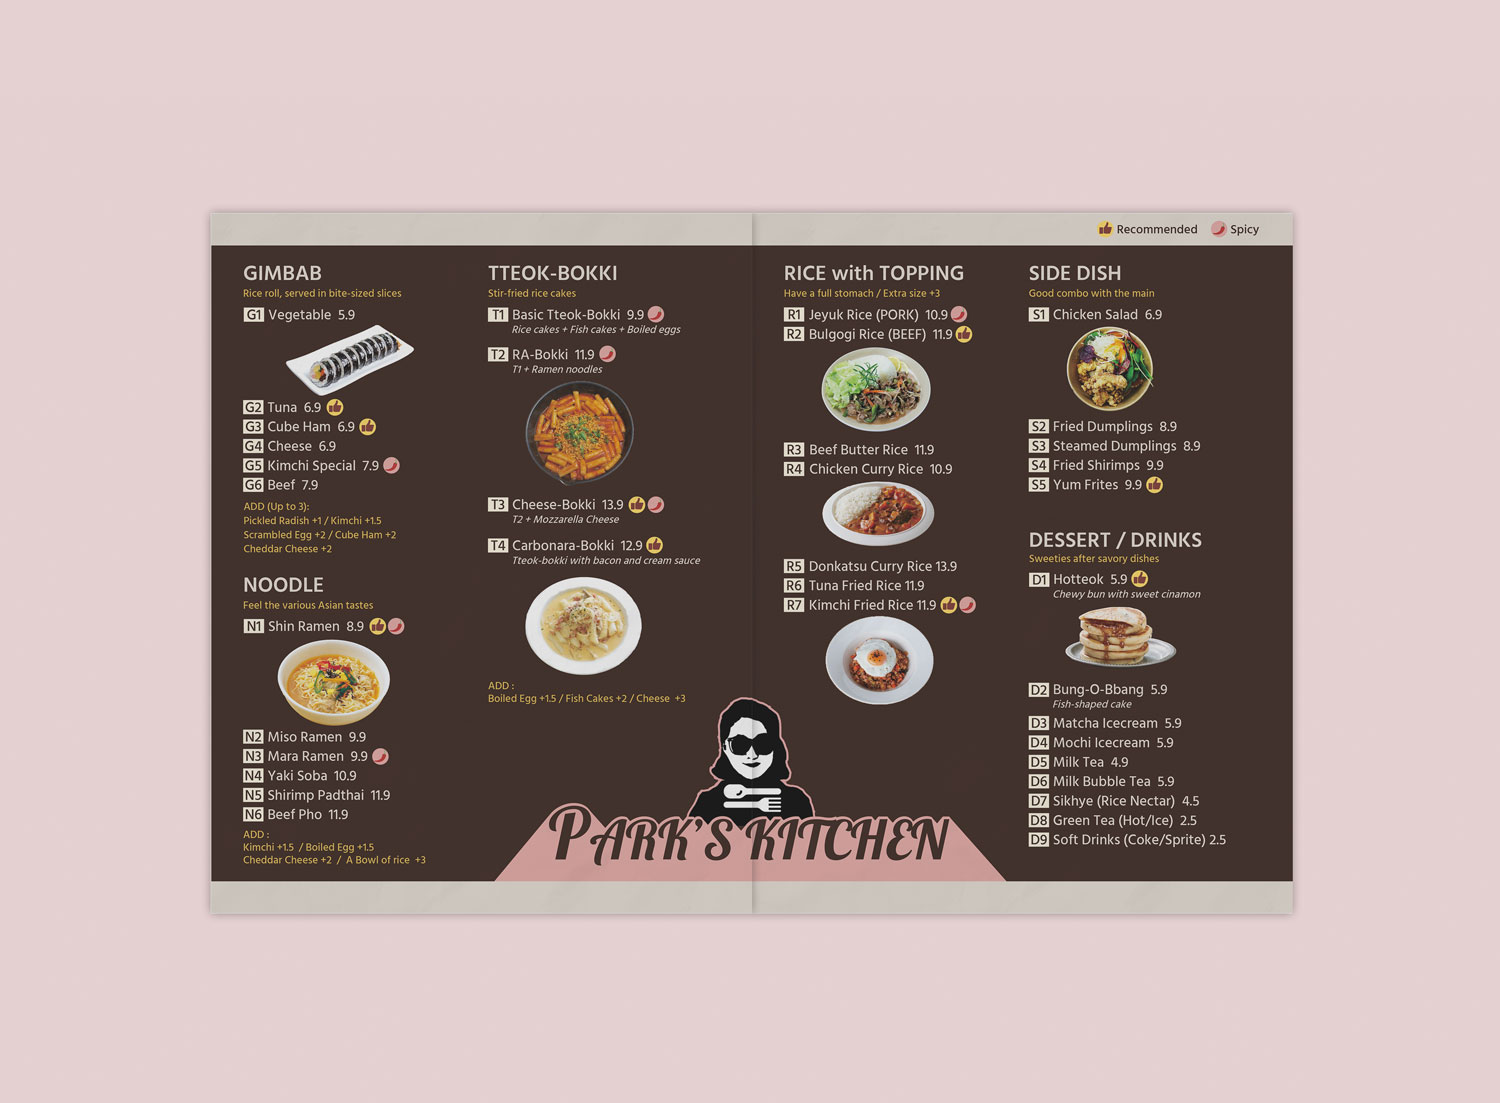 Recommended Spicy
GIMBAB
Rice roll, served in bite-sized slices
G1 Vegetable 5.9
G2 Tuna 6.9
G3 Cube Ham 6.9
G4 Cheese 6.9
G5 Kimchi Special 7.9
G6 Beef 7.9
ADD (Up to 3):
Pickled Radish +1 / Kimchi +1.5
Scrambled Egg +2 / Cube Ham +2
Cheddar Cheese +2
NOODLE
Feel the various Asian tastes
N1 Shin Ramen 8.9
N2 Miso Ramen 9.9
N3 Mara Ramen 9.9
N4 Yaki Soba 10.9
N5 Shirimp Padthai 11.9
N6 Beef Pho 11.9
ADD :
Kimchi +1.5 / Boiled Egg +1.5
Cheddar Cheese +2 / A Bowl of rice +3
TTEOK-BOKKI
Stir-fried rice cakes
T1 Basic Tteok-Bokki 9.9
Rice cakes + Fish cakes + Boiled eggs
T2 RA-Bokki 11.9
T1 + Ramen noodles
T3 Cheese-Bokki 13.9
T2 + Mozzarella Cheese
T4 Carbonara-Bokki 12.9
Tteok-bokki with bacon and cream sauce
ADD :
Boiled Egg +1.5 / Fish Cakes +2 / Cheese +3
RICE with TOPPING
Have a full stomach / Extra size +3
R1 Jeyuk Rice (PORK) 10.9
R2 Bulgogi Rice (BEEF) 11.9
R3 Beef Butter Rice 11.9
R4 Chicken Curry Rice 10.9
R5 Donkatsu Curry Rice 13.9
R6 Tuna Fried Rice 11.9
R7 Kimchi Fried Rice 11.9
SIDE DISH
Good combo with the main
S1 Chicken Salad 6.9
S2 Fried Dumplings 8.9
S3 Steamed Dumplings 8.9
S4 Fried Shirimps 9.9
S5 Yum Frites 9.9
DESSERT / DRINKS
Sweeties after savory dishes
D1 Hotteok 5.9
Chewy bun with sweet cinamon
D2 Bung-O-Bbang 5.9
Fish-shaped cake
D3 Matcha Icecream 5.9
D4 Mochi Icecream 5.9
D5 Milk Tea 4.9
D6 Milk Bubble Tea 5.9
D7 Sikhye (Rice Nectar) 4.5
D8 Green Tea (Hot/Ice) 2.5
D9 Soft Drinks (Coke/Sprite) 2.5
PARK'S KITCHEN